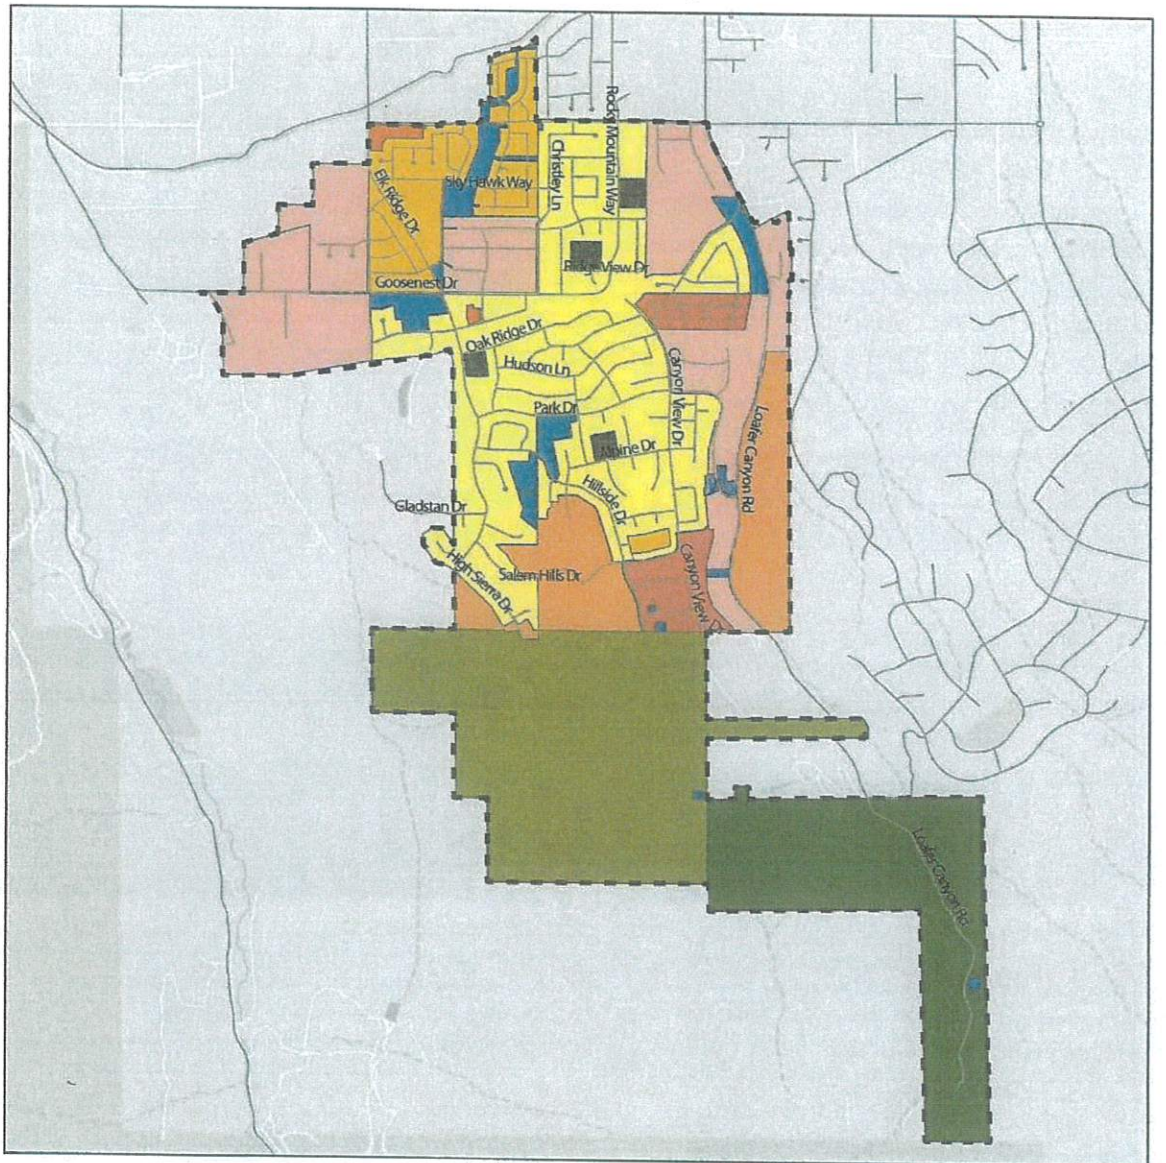 Rocky Mountain Way
Christley Ln
Sky Hawk Way
Elk Ridge Dr
Ridge View Dr
Goosenest Dr
Oak Ridge Dr
Hudson Ln
Canyon View Dr
Park Dr
Loafer Canyon Rd
Alpine Dr
Hillside Dr
Gladstan Dr
High Sierra Dr
Salem Hills Dr
Canyon View D
Loafer Canyon Rd